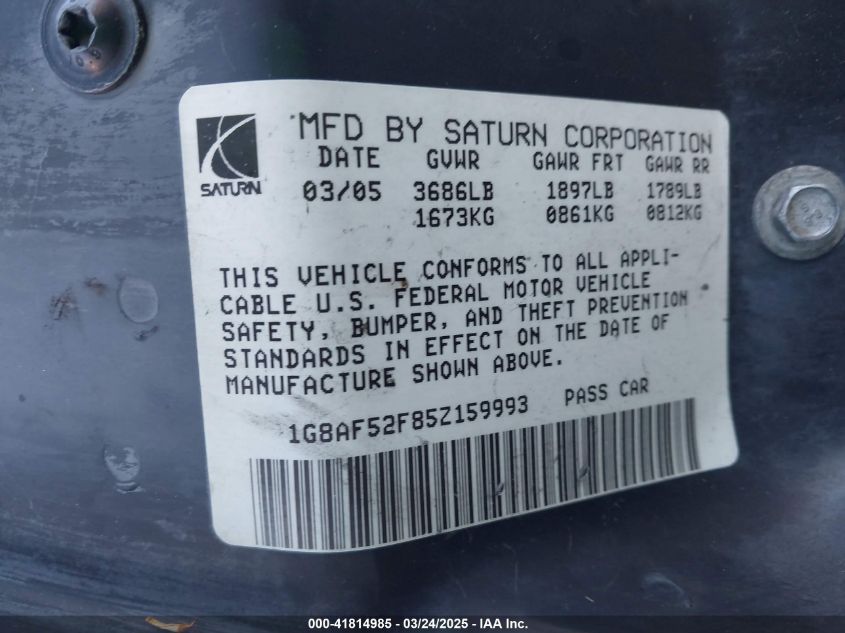 MFD BY SATURN CORPORATION
DATE GVWR GAWR FRT GAWR RR
SATURN 03/05 3686LB 1897LB 1789LB
1673KG 0861KG 0812KG
THIS VEHICLE CONFORMS TO ALL APPLI-
CABLE U.S. FEDERAL MOTOR VEHICLE
SAFETY, BUMPER, AND THEFT PREVENTION
STANDARDS IN EFFECT ON THE DATE OF
MANUFACTURE SHOWN ABOVE.
1G8AF52F85Z159993 PASS CAR
000-41814985 - 03/24/2025 - IAA Inc.